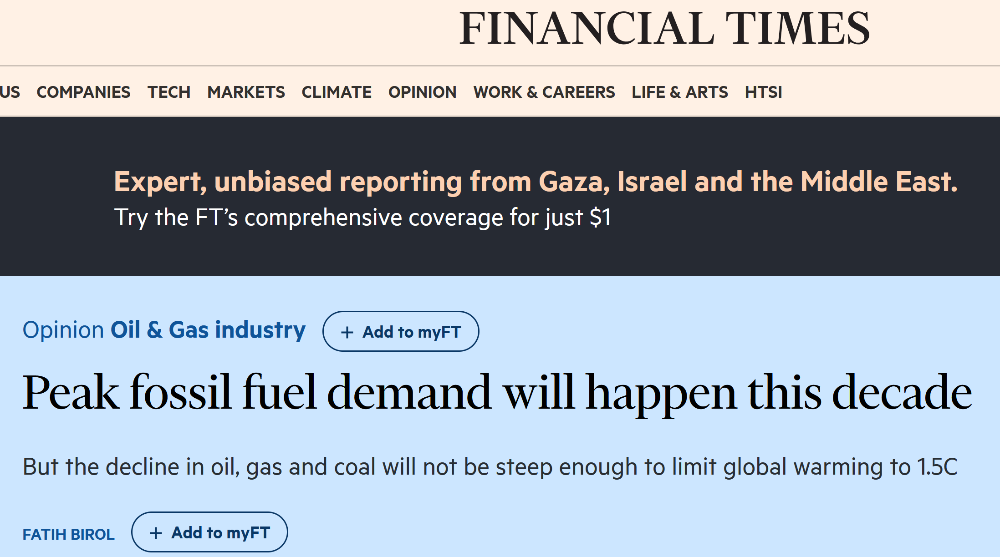 FINANCIAL TIMES
US COMPANIES TECH MARKETS CLIMATE OPINION WORK & CAREERS LIFE & ARTS HTSI
Expert, unbiased reporting from Gaza, Israel and the Middle East.
Try the FT’s comprehensive coverage for just $1
Opinion Oil & Gas industry + Add to myFT
Peak fossil fuel demand will happen this decade
But the decline in oil, gas and coal will not be steep enough to limit global warming to 1.5C
FATIH BIROL + Add to myFT